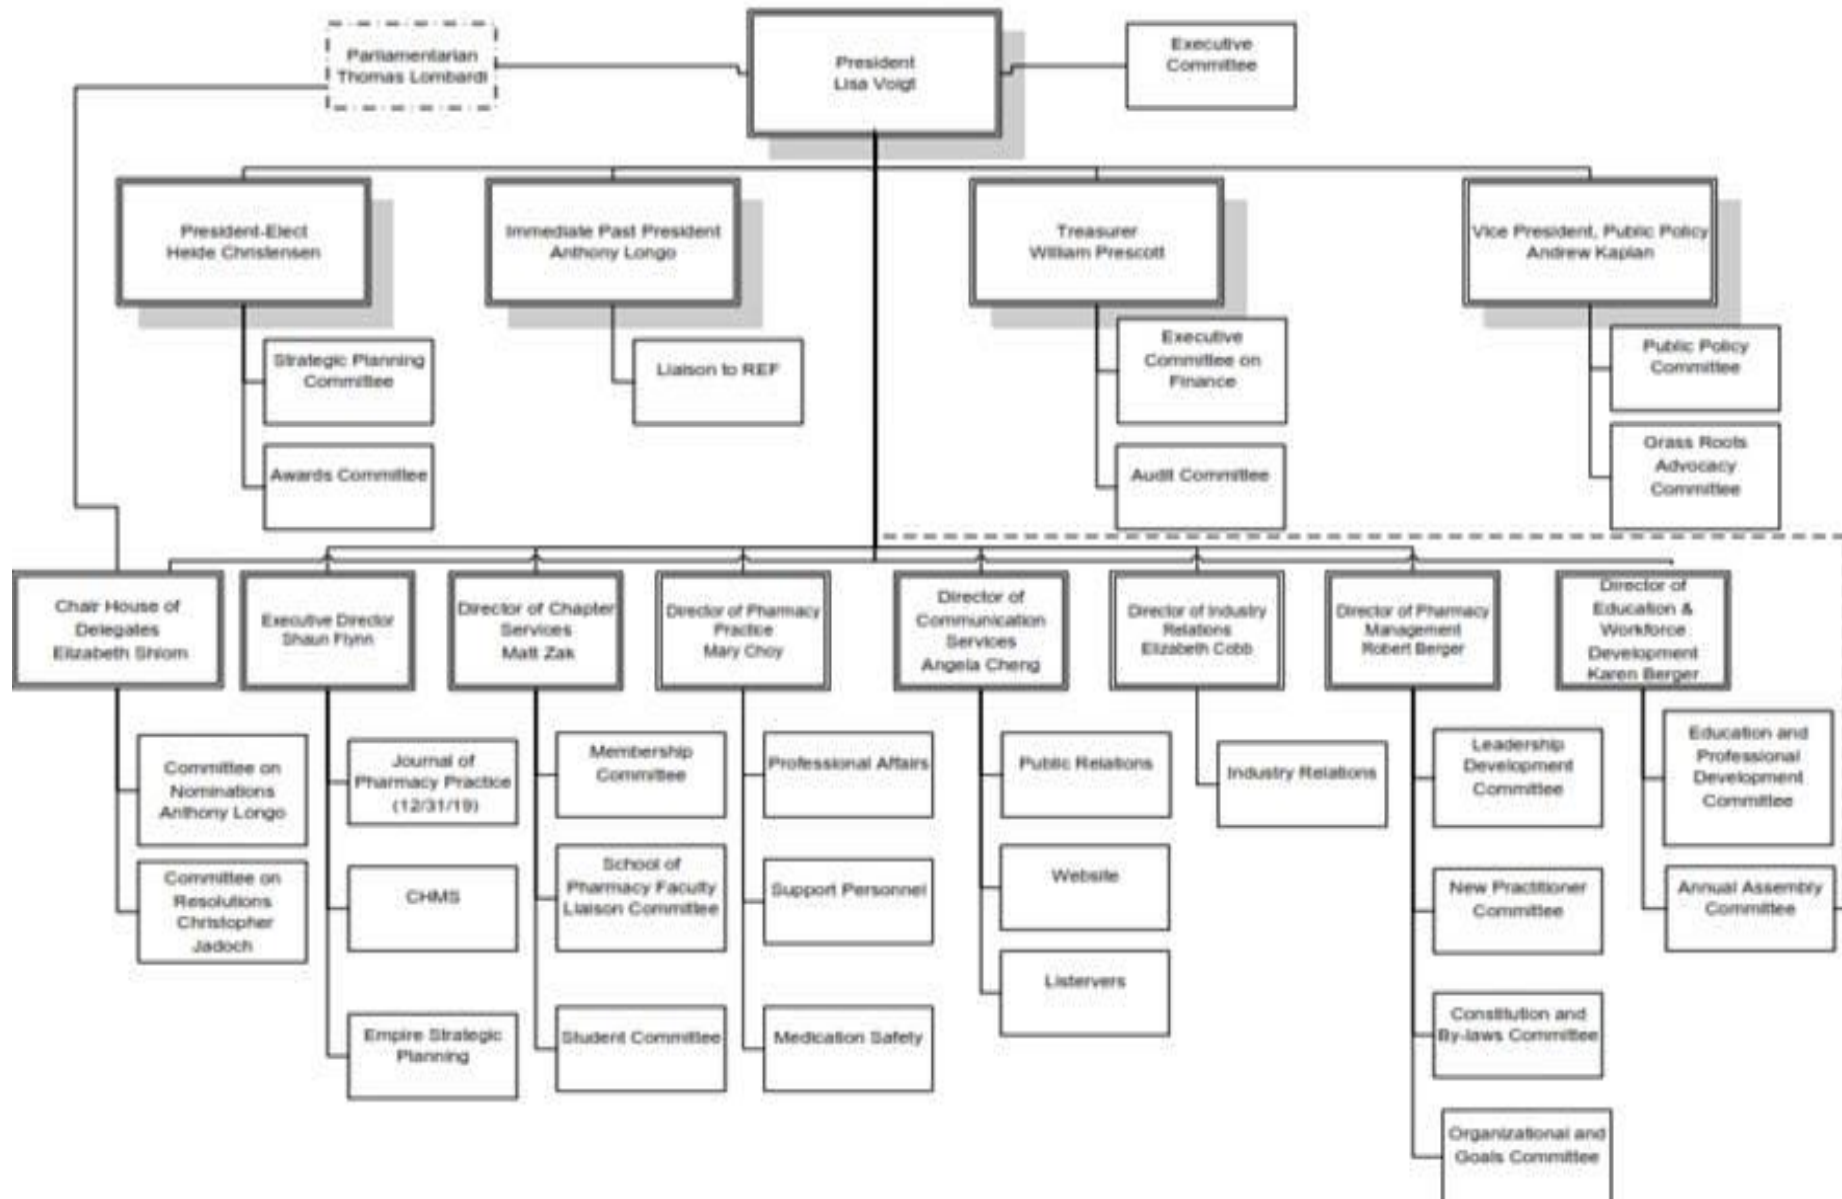 Parliamentarian
Thomas Lombardi
President
Lisa Voigt
Executive
Committee
President-Elect
Heide Christensen
Immediate Past President
Anthony Longo
Treasurer
William Prescott
Vice President, Public Policy
Andrew Kaplan
Strategic Planning
Committee
Awards Committee
Liaison to REF
Executive
Committee on
Finance
Audit Committee
Public Policy
Committee
Grass Roots
Advocacy
Committee
Chair House of
Delegates
Elizabeth Shlom
Executive Director
Shaun Flynn
Director of Chapter
Services
Matt Zak
Director of Pharmacy
Practice
Mary Choy
Director of
Communication
Services
Angela Cheng
Director of Industry
Relations
Elizabeth Cobb
Director of Pharmacy
Management
Robert Berger
Director of
Education &
Workforce
Development
Karen Berger
Committee on
Nominations
Anthony Longo
Committee on
Resolutions
Christopher
Jadoch
Journal of
Pharmacy Practice
(12/31/19)
CHMS
Empire Strategic
Planning
Membership
Committee
School of
Pharmacy Faculty
Liaison Committee
Student Committee
Professional Affairs
Support Personnel
Medication Safety
Public Relations
Website
Listervers
Industry Relations
Leadership
Development
Committee
New Practitioner
Committee
Constitution and
By-laws Committee
Organizational and
Goals Committee
Education and
Professional
Development
Committee
Annual Assembly
Committee